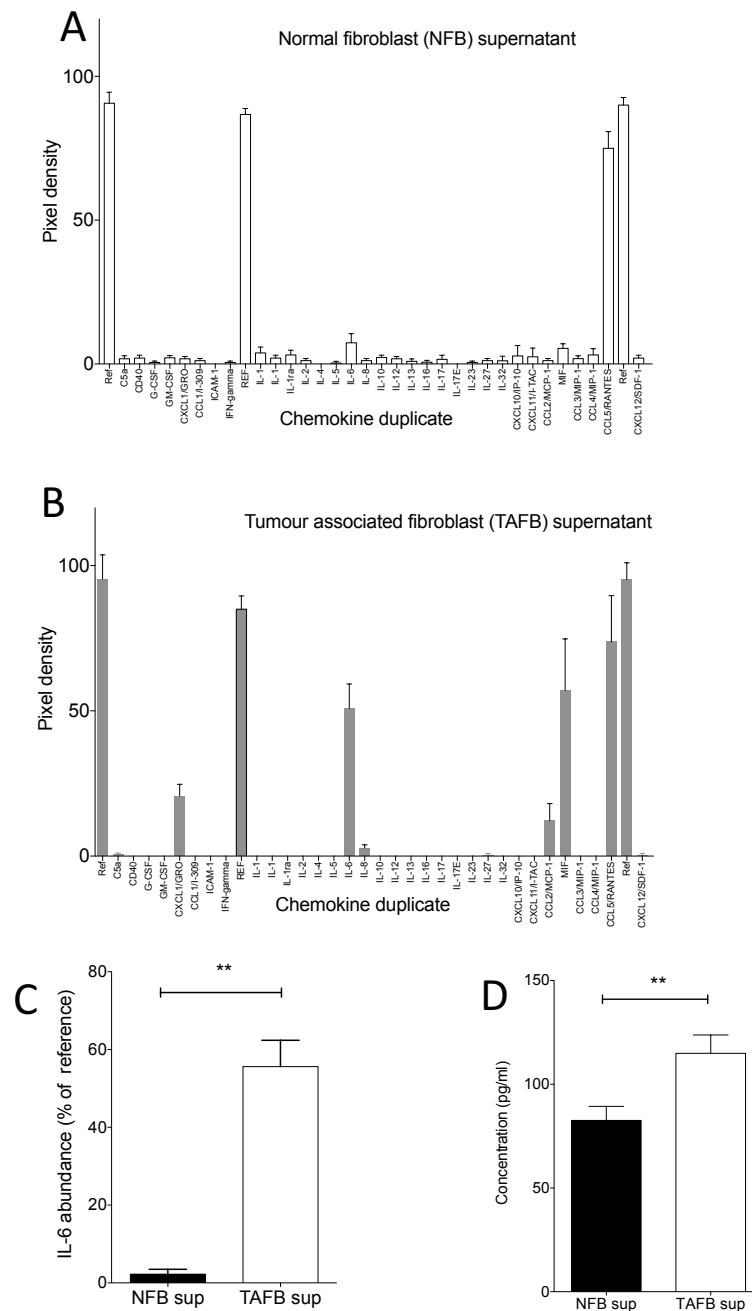 A
Normal fibroblast (NFB) supernatant
100
50
0
Pixel density
Ref
C5a
CD40
G-CSF
GM-CSF
CXCL1/GRO
CCL1/I-309
ICAM-1
IFN-gamma
REF
IL-1
IL-1
IL-1ra
IL-2
IL-4
IL-5
IL-6
IL-8
IL-10
IL-12
IL-13
IL-16
IL-17
IL-17E
IL-23
IL-27
IL-32
CXCL10/IP-10
CXCL11/I-TAC
CCL2/MCP-1
MIF
CCL3/MIP-1
CCL4/MIP-1
CCL5/RANTES
Ref
CXCL12/SDF-1
Chemokine duplicate
B
Tumour associated fibroblast (TAFB) supernatant
100
50
0
Pixel density
Ref
C5a
CD40
G-CSF
GM-CSF
CXCL1/GRO
CCL1/I-309
ICAM-1
IFN-gamma
REF
IL-1
IL-1
IL-1ra
IL-2
IL-4
IL-5
IL-6
IL-8
IL-10
IL-12
IL-13
IL-16
IL-17
IL-17E
IL-23
IL-27
IL-32
CXCL10/IP-10
CXCL11/I-TAC
CCL2/MCP-1
MIF
CCL3/MIP-1
CCL4/MIP-1
CCL5/RANTES
Ref
CXCL12/SDF-1
Chemokine duplicate
C
**
80
60
40
20
0
IL-6 abundance (% of reference)
NFB sup
TAFB sup
D
**
150
100
50
0
Concentration (pg/ml)
NFB sup
TAFB sup